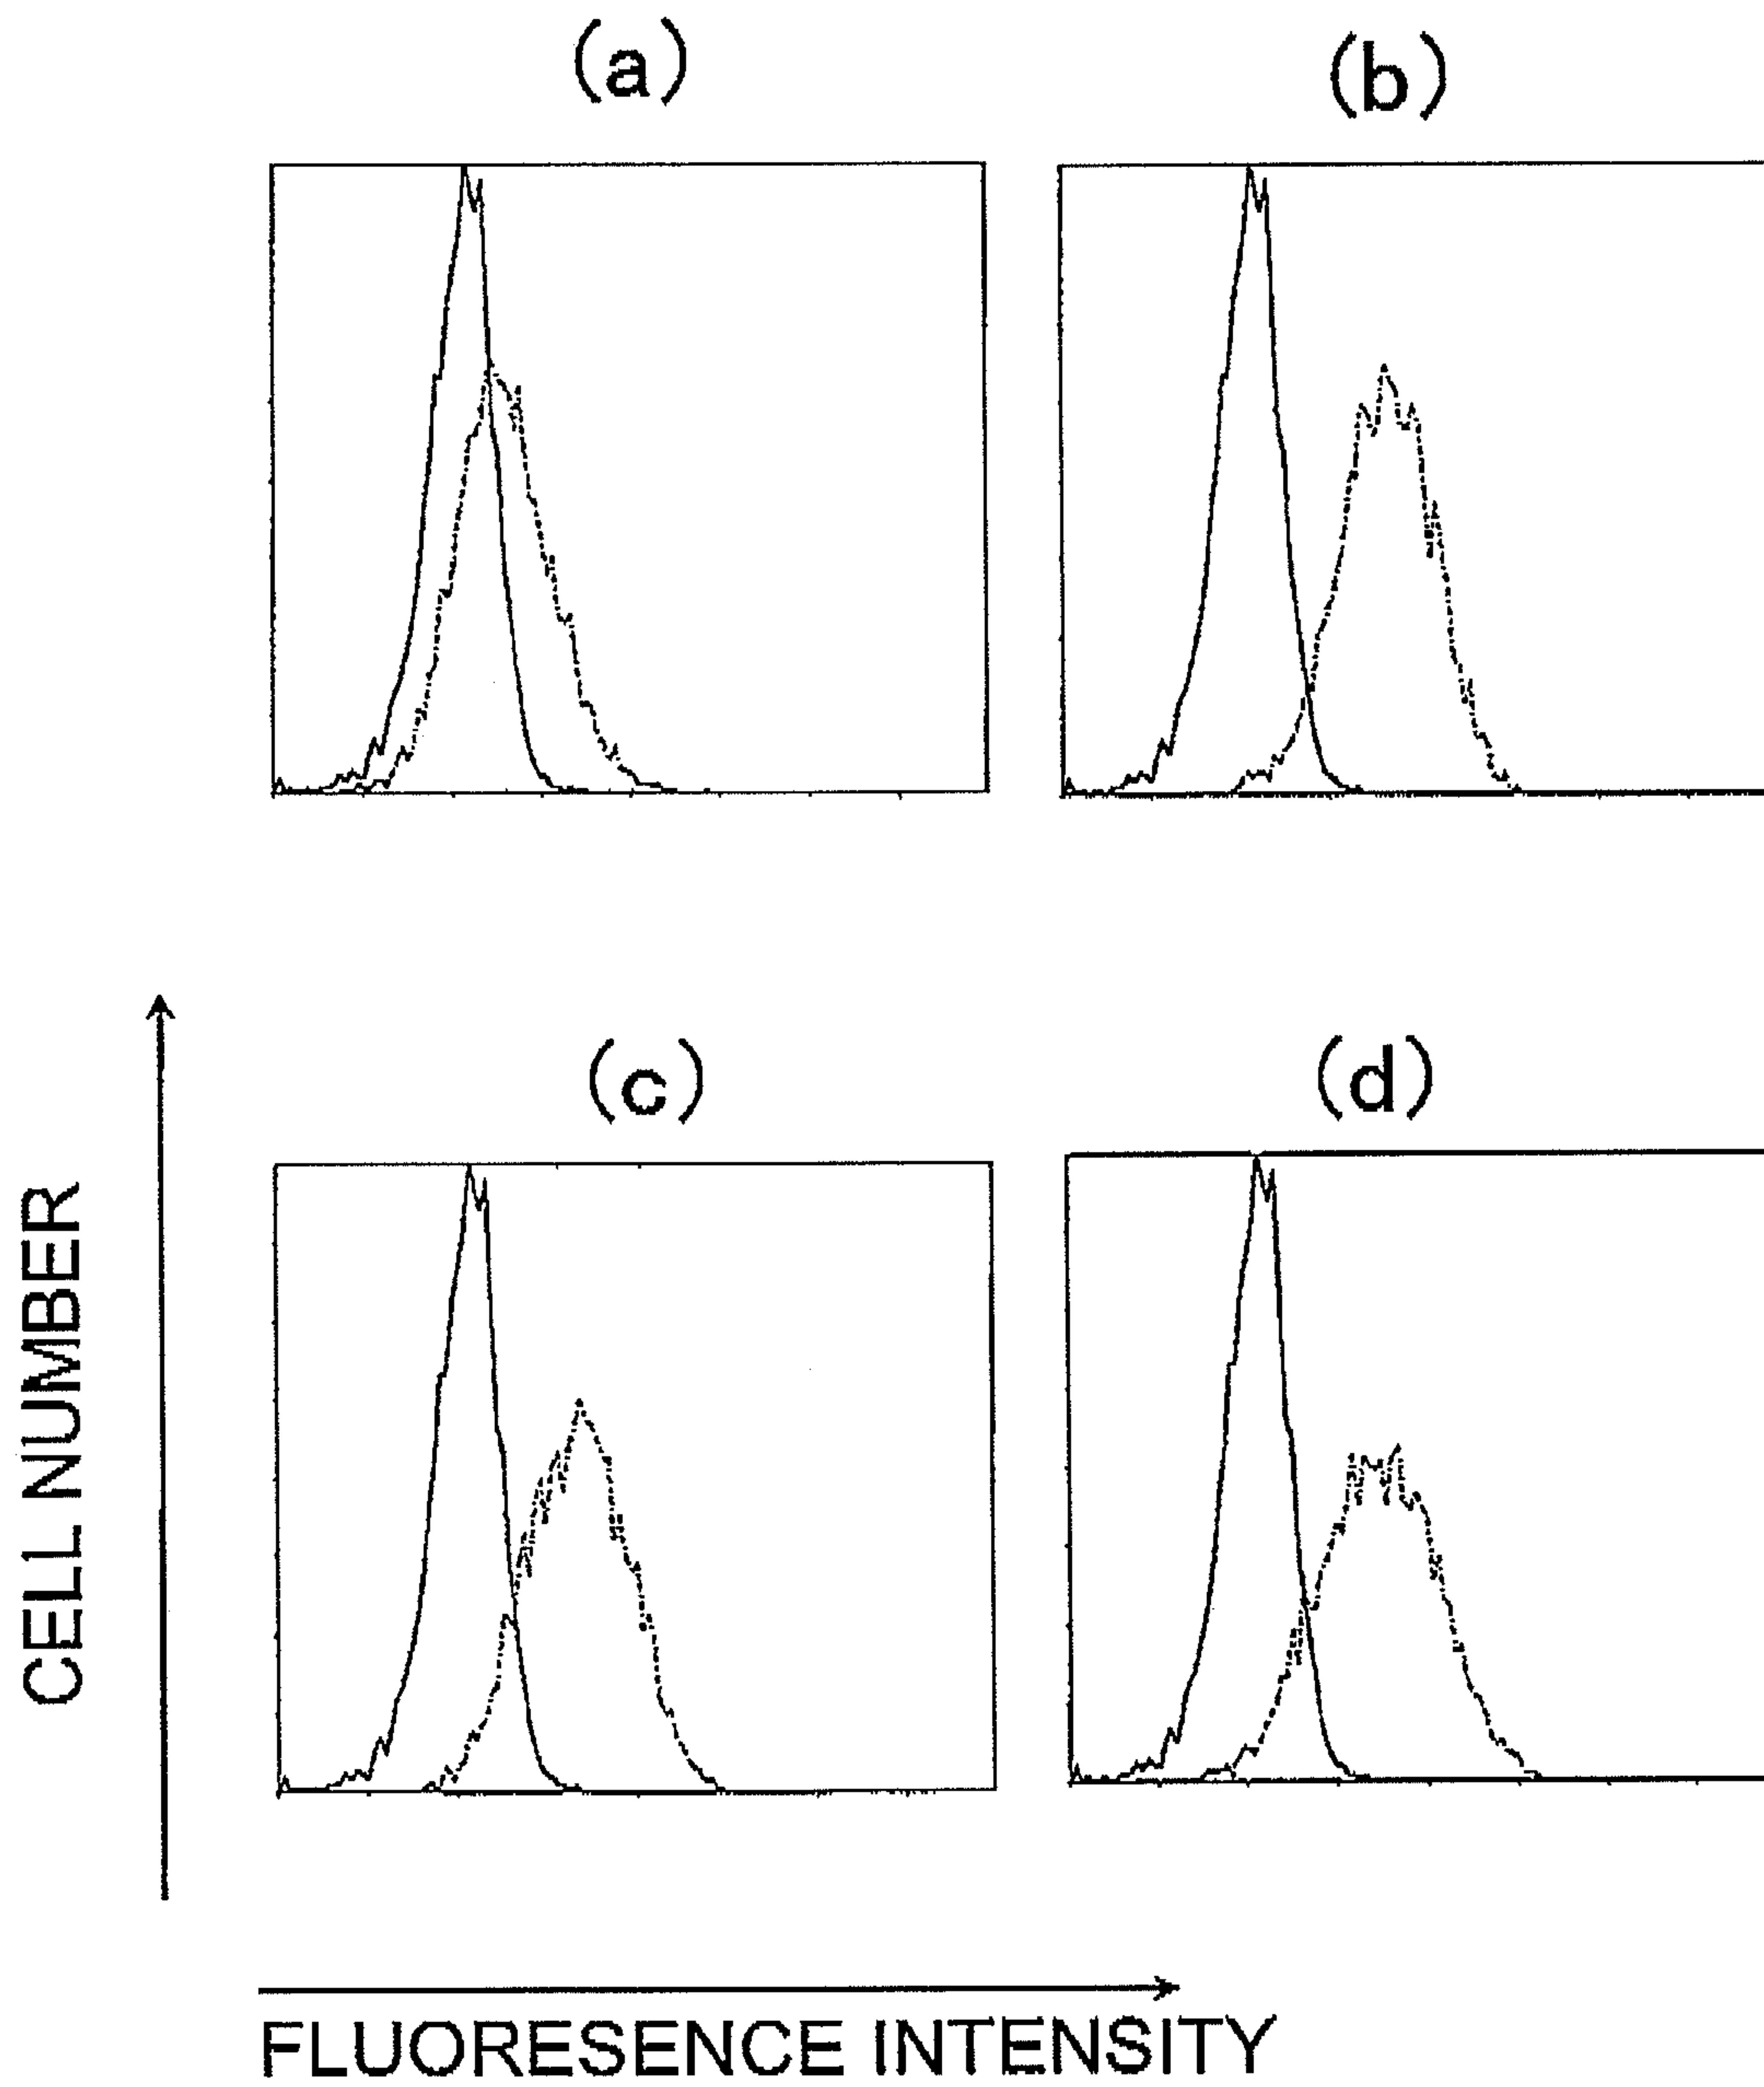 (a)
(b)
(c)
(d)
CELL NUMBER
FLUORESENCE INTENSITY